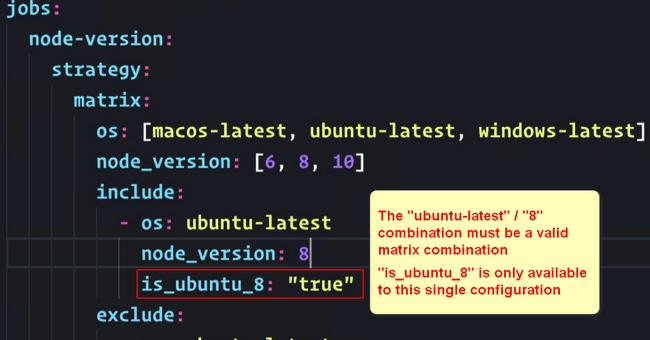 jobs:
node-version:
strategy:
matrix:
os: [macos-latest, ubuntu-latest, windows-latest]
node_version: [6, 8, 10]
include:
- os: ubuntu-latest
node_version: 8
is_ubuntu_8: "true"
The "ubuntu-latest" / "8"
combination must be a valid
matrix combination
"is_ubuntu_8" is only available
to this single configuration
exclude: